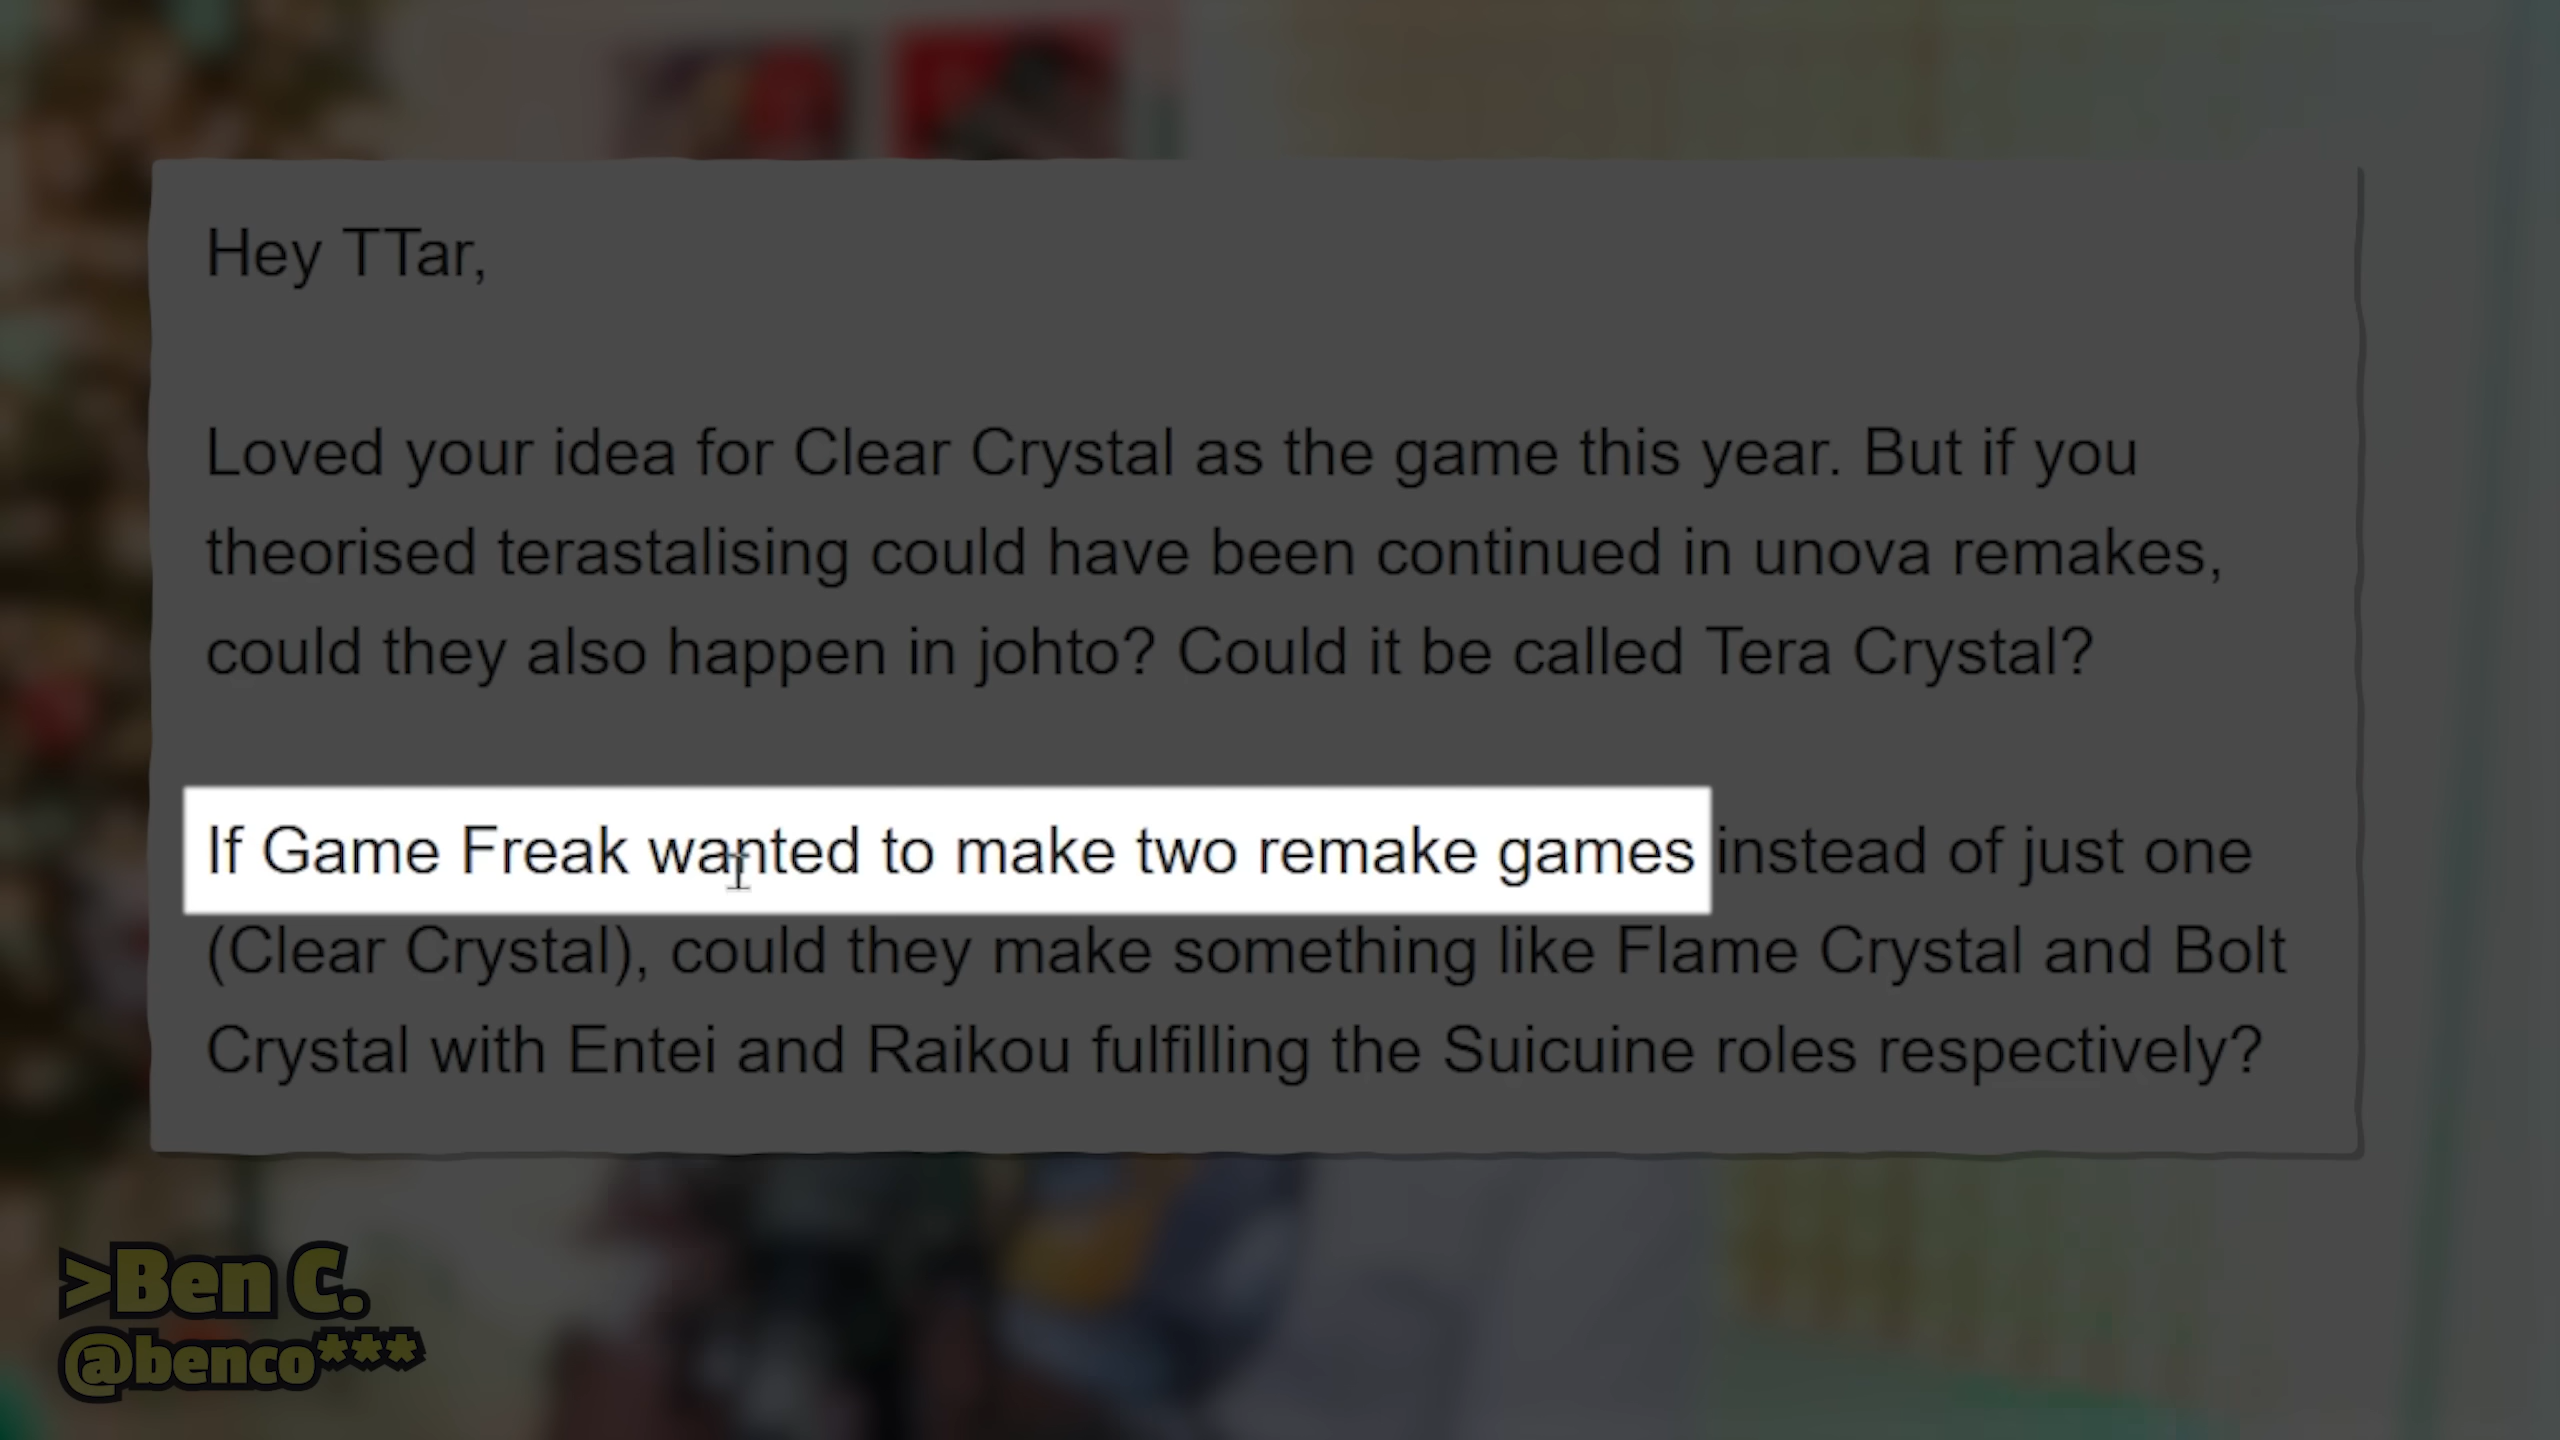 Hey TTar,
Loved your idea for Clear Crystal as the game this year. But if you
theorised terastalising could have been continued in unova remakes,
could they also happen in johto? Could it be called Tera Crystal?
If Game Freak wanted to make two remake games instead of just one
(Clear Crystal), could they make something like Flame Crystal and Bolt
Crystal with Entei and Raikou fulfilling the Suicuine roles respectively?
>Ben C.
@benco***